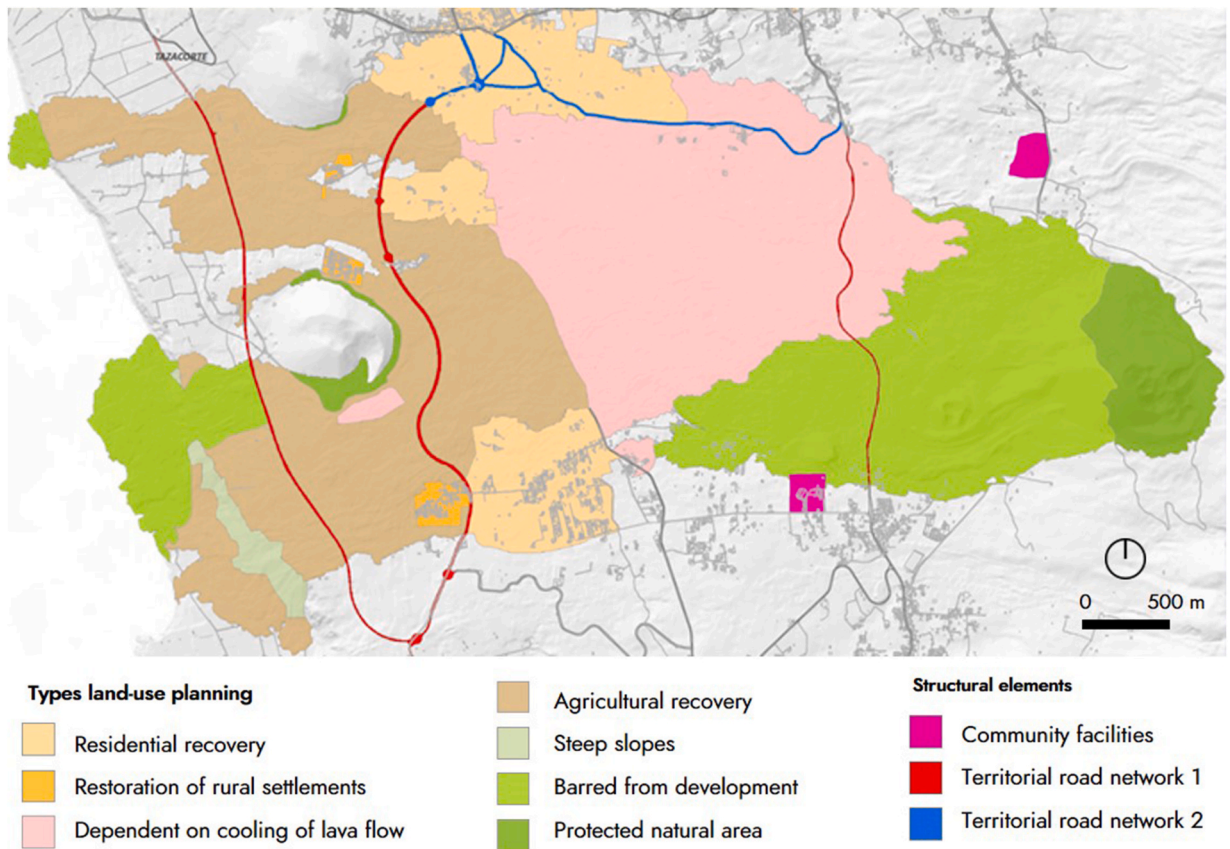 TAZACORTE
0 500 m
Types land-use planning
Residential recovery
Restoration of rural settlements
Dependent on cooling of lava flow
Agricultural recovery
Steep slopes
Barred from development
Protected natural area
Structural elements
Community facilities
Territorial road network 1
Territorial road network 2